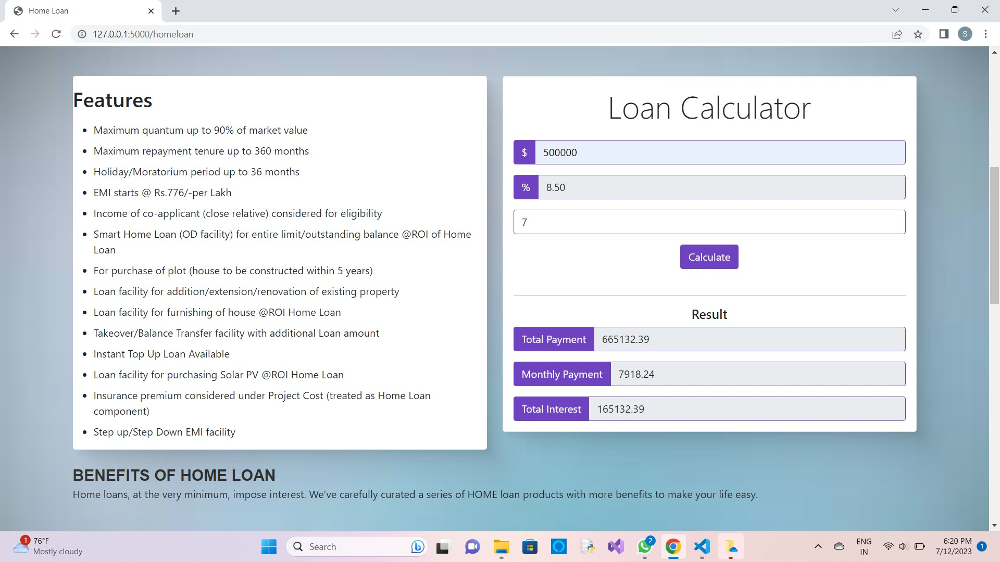 Home Loan
127.0.0.1:5000/homeloan
S
Features
Maximum quantum up to 90% of market value
Maximum repayment tenure up to 360 months
Holiday/Moratorium period up to 36 months
EMI starts @ Rs.776/-per Lakh
Income of co-applicant (close relative) considered for eligibility
Smart Home Loan (OD facility) for entire limit/outstanding balance @ROI of Home
Loan
For purchase of plot (house to be constructed within 5 years)
Loan facility for addition/extension/renovation of existing property
Loan facility for furnishing of house @ROI Home Loan
Takeover/Balance Transfer facility with additional Loan amount
Instant Top Up Loan Available
Loan facility for purchasing Solar PV @ROI Home Loan
Insurance premium considered under Project Cost (treated as Home Loan
component)
Step up/Step Down EMI facility
Loan Calculator
$ 500000
% 8.50
7
Calculate
Result
Total Payment 665132.39
Monthly Payment 7918.24
Total Interest 165132.39
BENEFITS OF HOME LOAN
Home loans, at the very minimum, impose interest. We've carefully curated a series of HOME loan products with more benefits to make your life easy.
1
76°F
Mostly cloudy
Search
2
ENG
IN
6:20 PM
7/12/2023
1